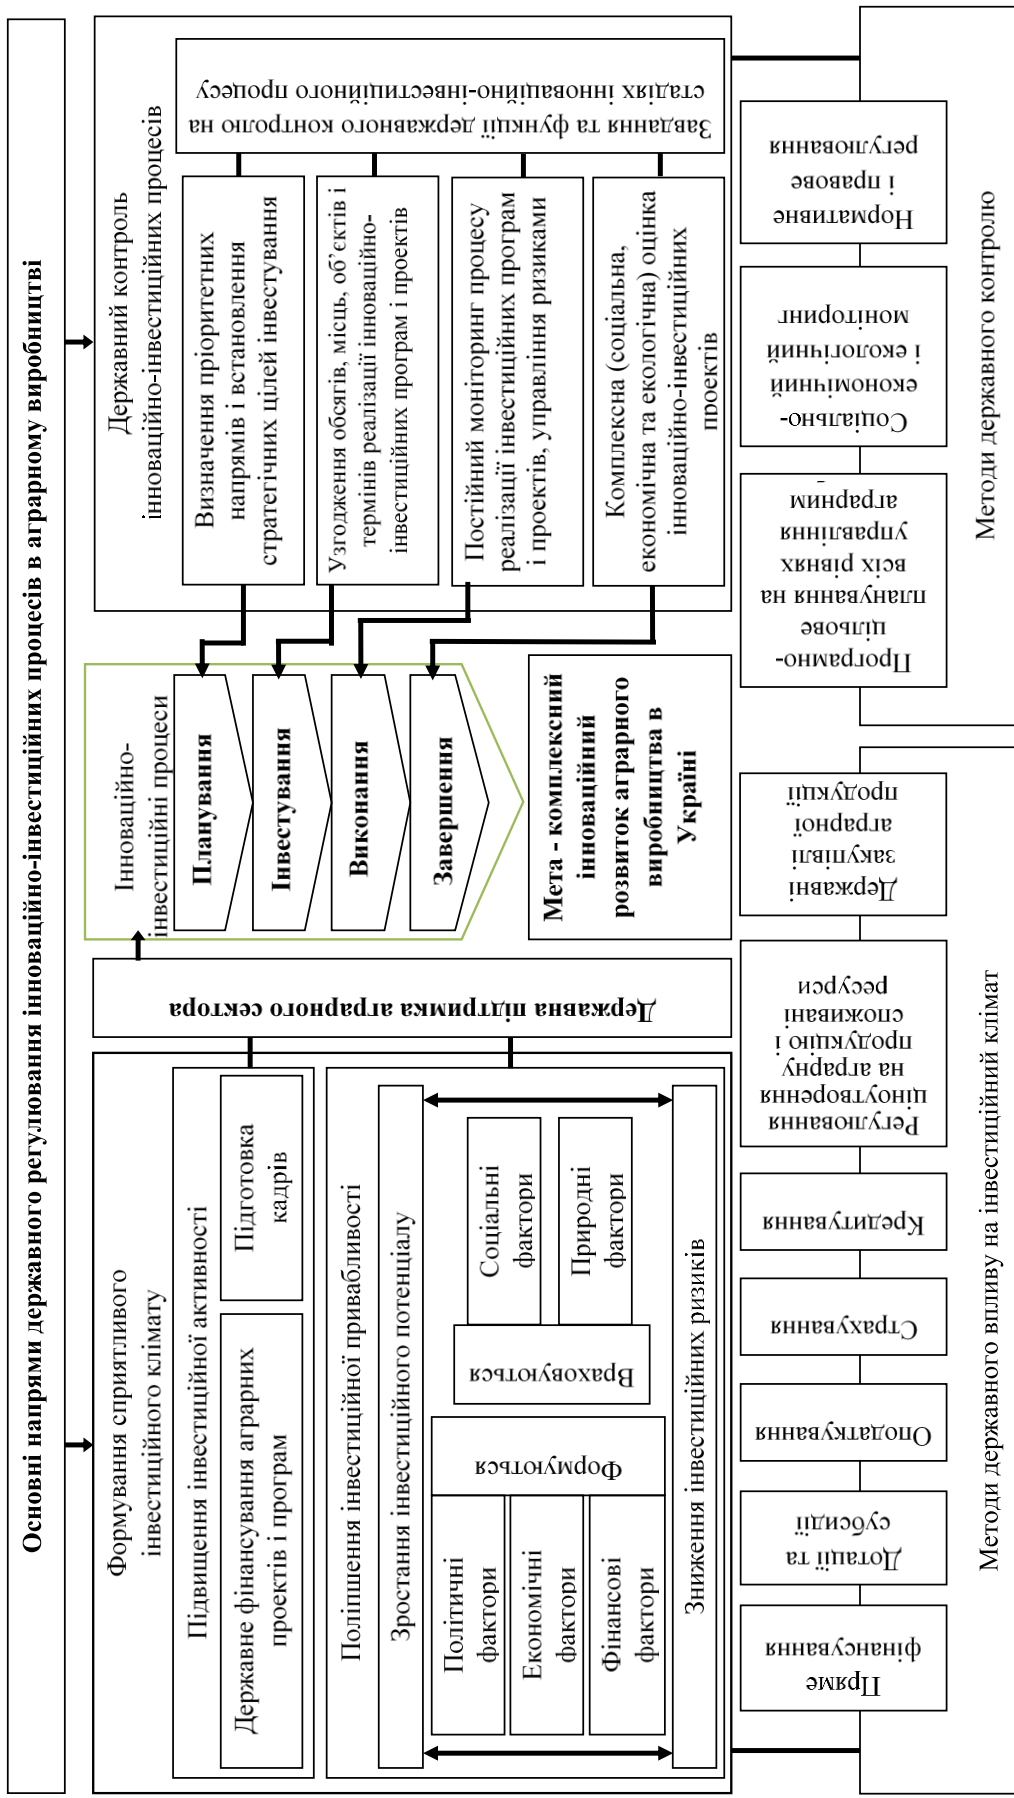 Основні напрями державного регулювання інноваційно-інвестиційних процесів в аграрному виробництві
Формування сприятливого
інвестиційного клімату
Підвищення інвестиційної активності
Державне фінансування аграрних
проектів і програм
Підготовка
кадрів
Поліпшення інвестиційної привабливості
Зростання інвестиційного потенціалу
Політичні
фактори
Економічні
фактори
Фінансові
фактори
Формуються
Враховуються
Соціальні
фактори
Природні
фактори
Зниження інвестиційних ризиків
Державна підтримка аграрного сектора
Інноваційно-
інвестиційні процеси
Планування
Інвестування
Виконання
Завершення
Мета - комплексний
інноваційний
розвиток аграрного
виробництва в
Україні
Державний контроль
інноваційно-інвестиційних процесів
Визначення пріоритетних
напрямів і встановлення
стратегічних цілей інвестування
Узгодження обсягів, місць, об’єктів і
термінів реалізації інноваційно-
інвестиційних програм і проектів
Постійний моніторинг процесу
реалізації інвестиційних програм
і проектів, управління ризиками
Комплексна (соціальна,
економічна та екологічна) оцінка
інноваційно-інвестиційних
проектів
Завдання та функції державного контролю на
стадіях інноваційно-інвестиційного процесу
Пряме
фінансування
Дотації та
субсидії
Оподаткування
Страхування
Кредитування
Регулювання
ціноутворення
на аграрну
продукцію і
споживані
ресурси
Державні
закупівлі
аграрної
продукції
Методи державного впливу на інвестиційний клімат
Програмно-
цільове
планування на
всіх рівнях
управління
аграрним
Соціально-
економічний
і екологічний
моніторинг
Нормативне
і правове
регулювання
Методи державного контролю